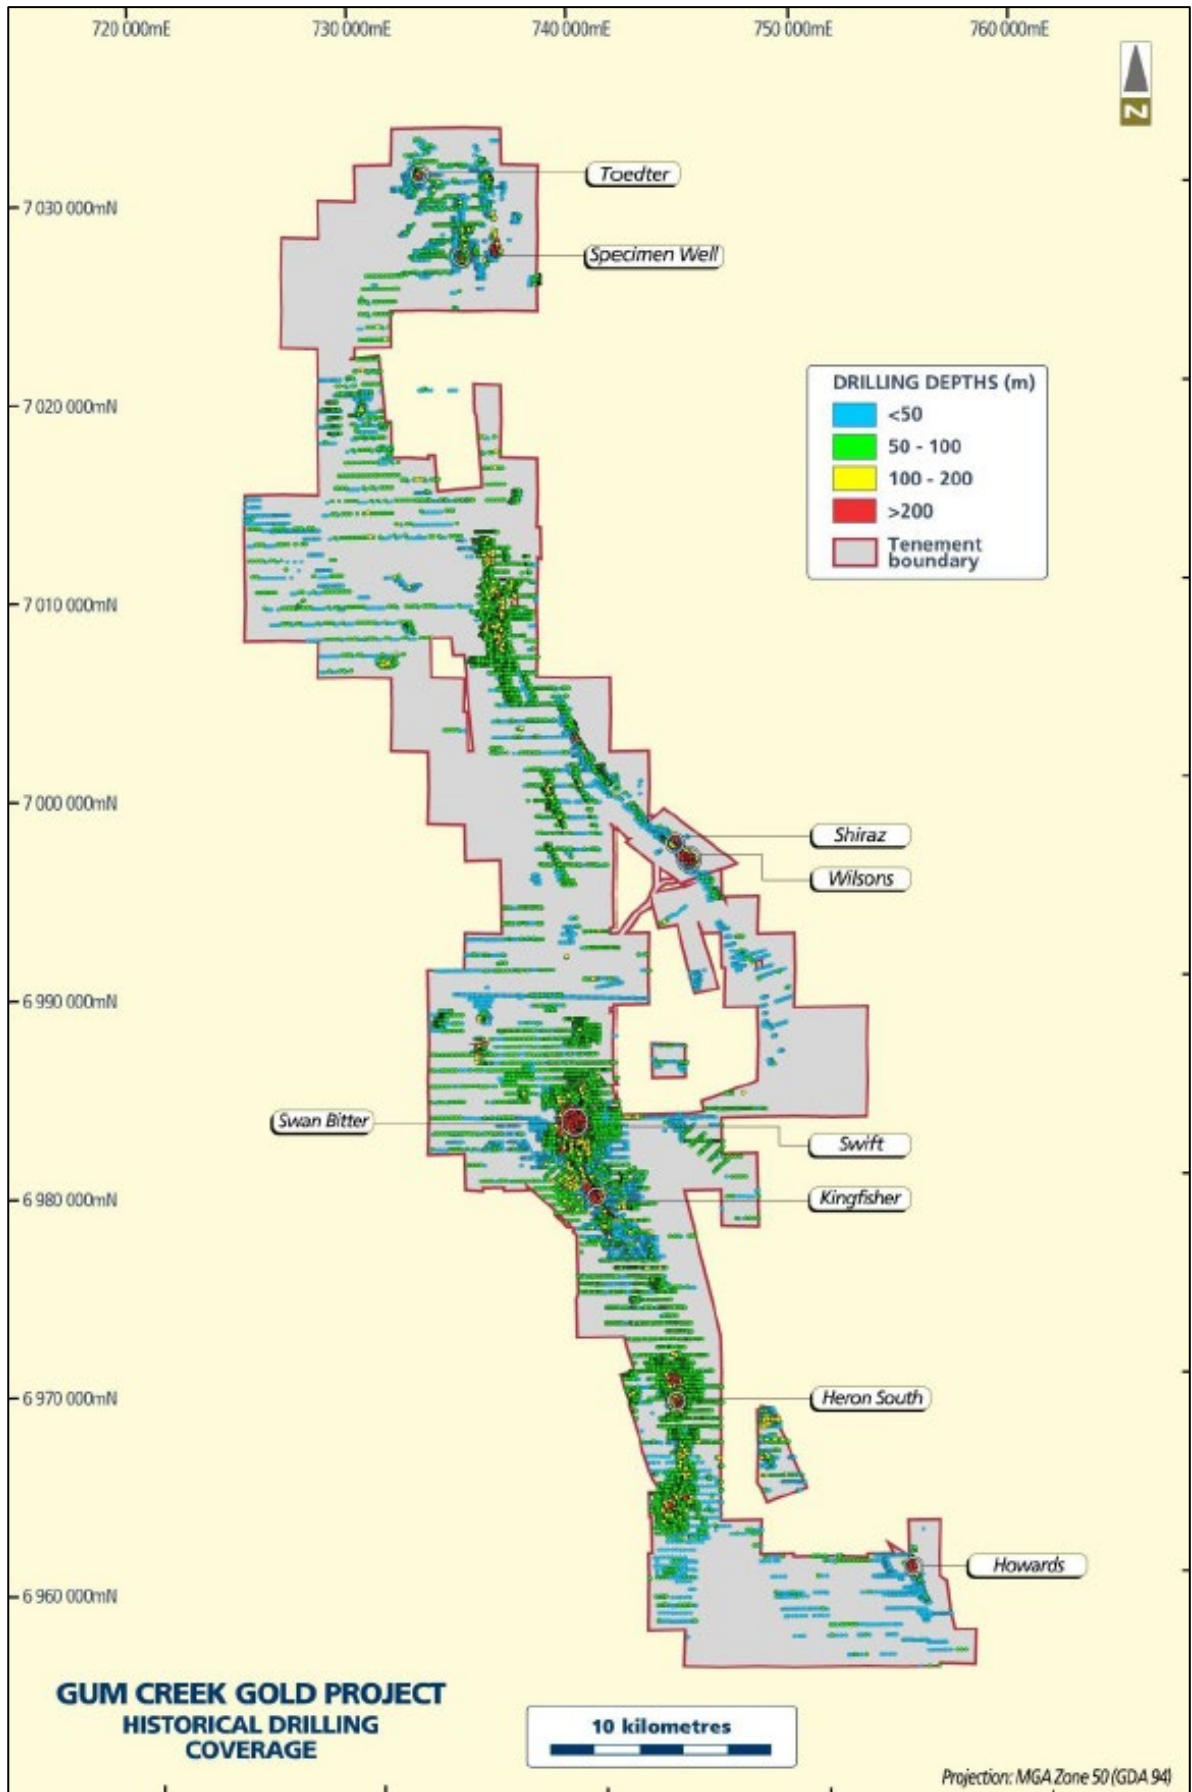 720 000mE
730 000mE
740 000mE
750 000mE
760 000mE
N
Toedter
7 030 000mN
Specimen Well
DRILLING DEPTHS (m)
<50
50 - 100
100 - 200
>200
Tenement
boundary
7 020 000mN
7 010 000mN
7 000 000mN
Shiraz
Wilsons
6 990 000mN
Swan Bitter
Swift
6 980 000mN
Kingfisher
6 970 000mN
Heron South
Howards
6 960 000mN
GUM CREEK GOLD PROJECT
HISTORICAL DRILLING
COVERAGE
10 kilometres
Projection: MGA Zone 50 (GDA 94)